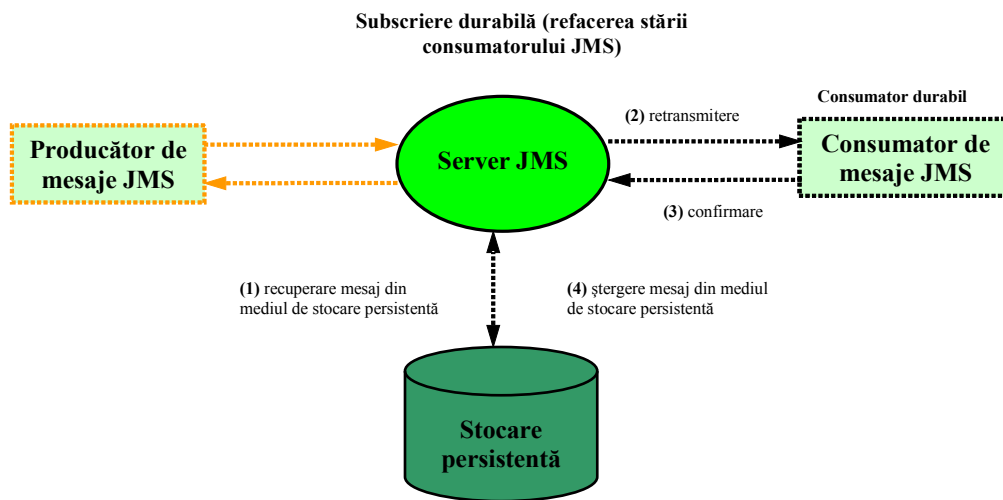 Subscriere durabilă (refacerea stării
consumatorului JMS)
Consumator durabil
(2) retransmitere
Producător de
mesaje JMS
Server JMS
Consumator de
mesaje JMS
(3) confirmare
(1) recuperare mesaj din
mediul de stocare persistentă
(4) ştergere mesaj din mediul
de stocare persistentă
Stocare
persistentă